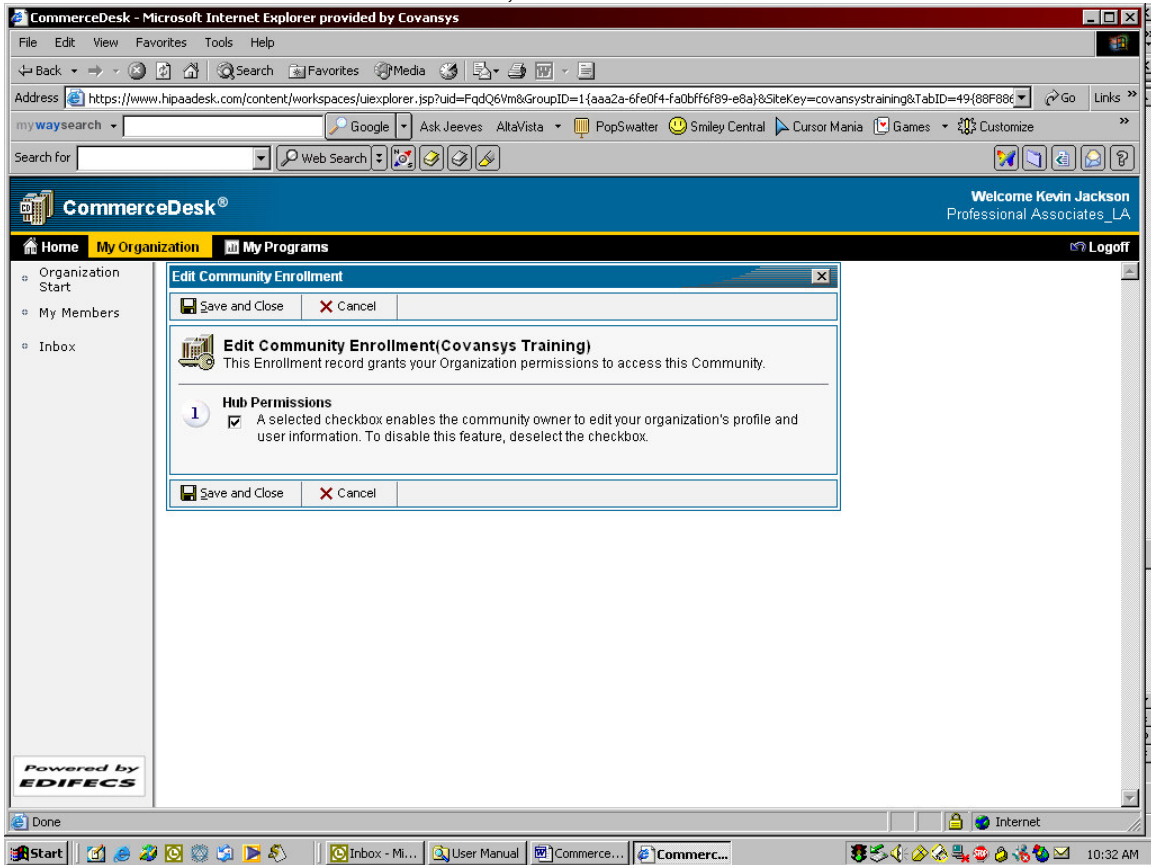 CommerceDesk - Microsoft Internet Explorer provided by Covansys
File Edit View Favorites Tools Help
Back Search Favorites Media
Address https://www.hipaadesk.com/content/workspaces/uiexplorer.jsp?uid=FqdQ6Vm&GroupID=1{aaa2a-6fe0f4-fa0bff6f89-e8a}&SiteKey=covansystraining&TabID=49{88F886 Go Links »
mywaysearch Google Ask Jeeves AltaVista PopSwatter Smiley Central Cursor Mania Games Customize »
Search for Web Search
CommerceDesk®
Welcome Kevin Jackson
Professional Associates_LA
Home My Organization My Programs Logoff
Organization
Start
My Members
Inbox
Edit Community Enrollment
Save and Close Cancel
Edit Community Enrollment(Covansys Training)
This Enrollment record grants your Organization permissions to access this Community.
1 Hub Permissions
A selected checkbox enables the community owner to edit your organization's profile and
user information. To disable this feature, deselect the checkbox.
Save and Close Cancel
Powered by
EDIFECS
Done Internet
Start Inbox - Mi... User Manual Commerce... Commerc... 10:32 AM